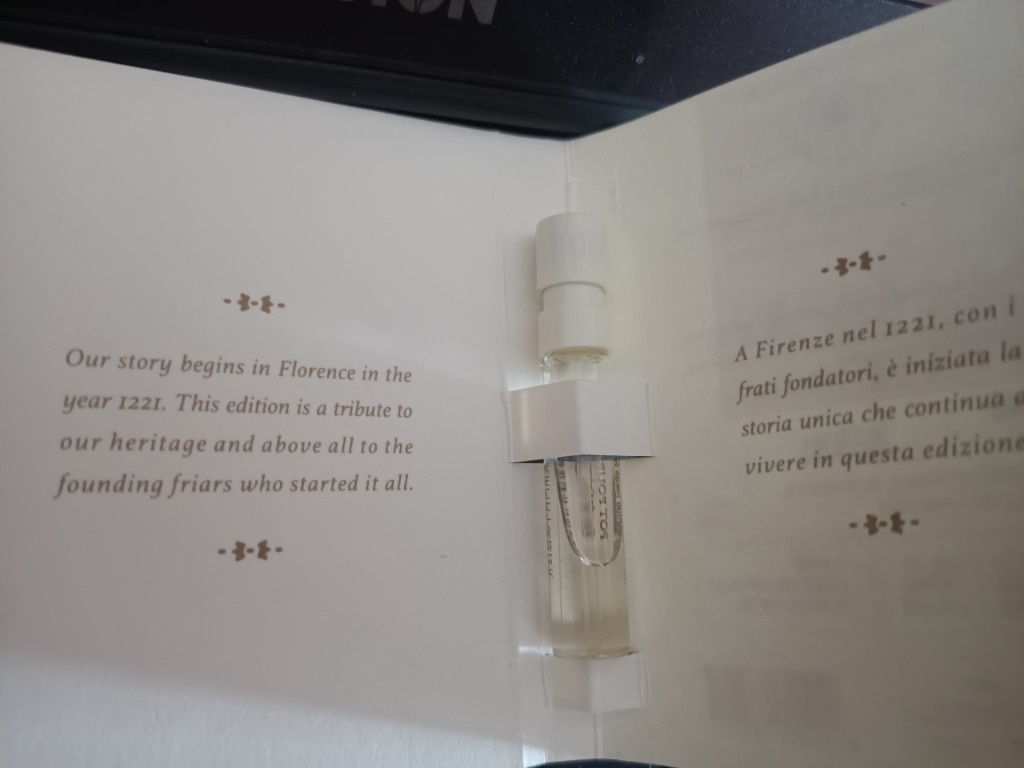 Our story begins in Florence in the
year 1221. This edition is a tribute to
our heritage and above all to the
founding friars who started it all.
A Firenze nel 1221, con i
frati fondatori, è iniziata la
storia unica che continua a
vivere in questa edizione